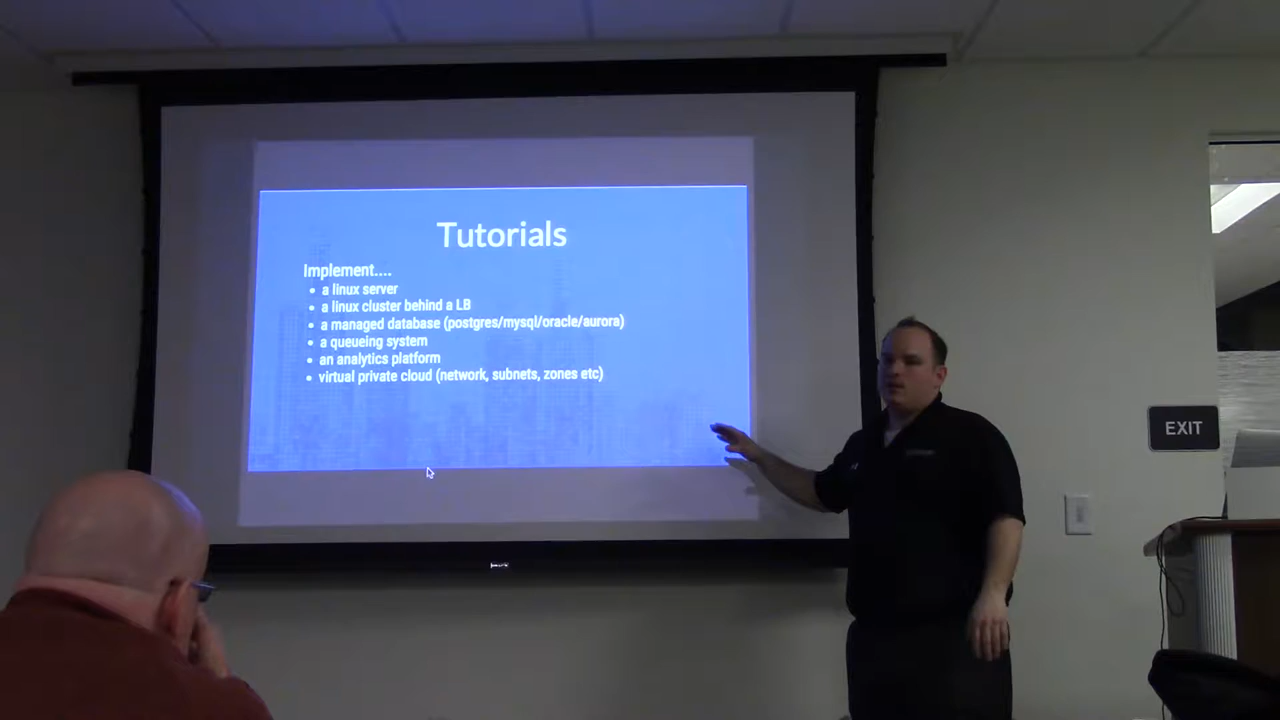 Tutorials
Implement....
• a linux server
• a linux cluster behind a LB
• a managed database (postgres/mysql/oracle/aurora)
• a queueing system
• an analytics platform
• virtual private cloud (network, subnets, zones etc)
EXIT